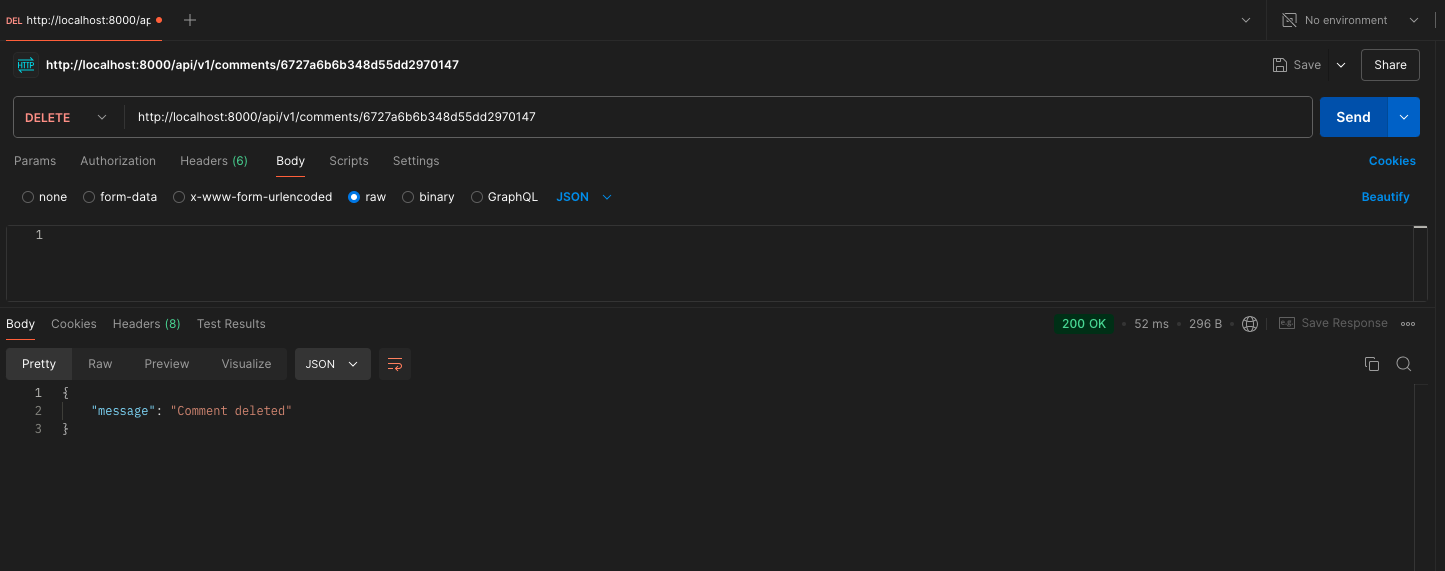 DEL http://localhost:8000/ap
No environment
HTTP http://localhost:8000/api/v1/comments/6727a6b6b348d55dd2970147
Save
Share
DELETE http://localhost:8000/api/v1/comments/6727a6b6b348d55dd2970147
Send
Params Authorization Headers (6) Body Scripts Settings Cookies
none form-data x-www-form-urlencoded raw binary GraphQL JSON Beautify
1
Body Cookies Headers (8) Test Results 200 OK • 52 ms • 296 B e.g. Save Response
Pretty Raw Preview Visualize JSON
1 {
2 "message": "Comment deleted"
3 }